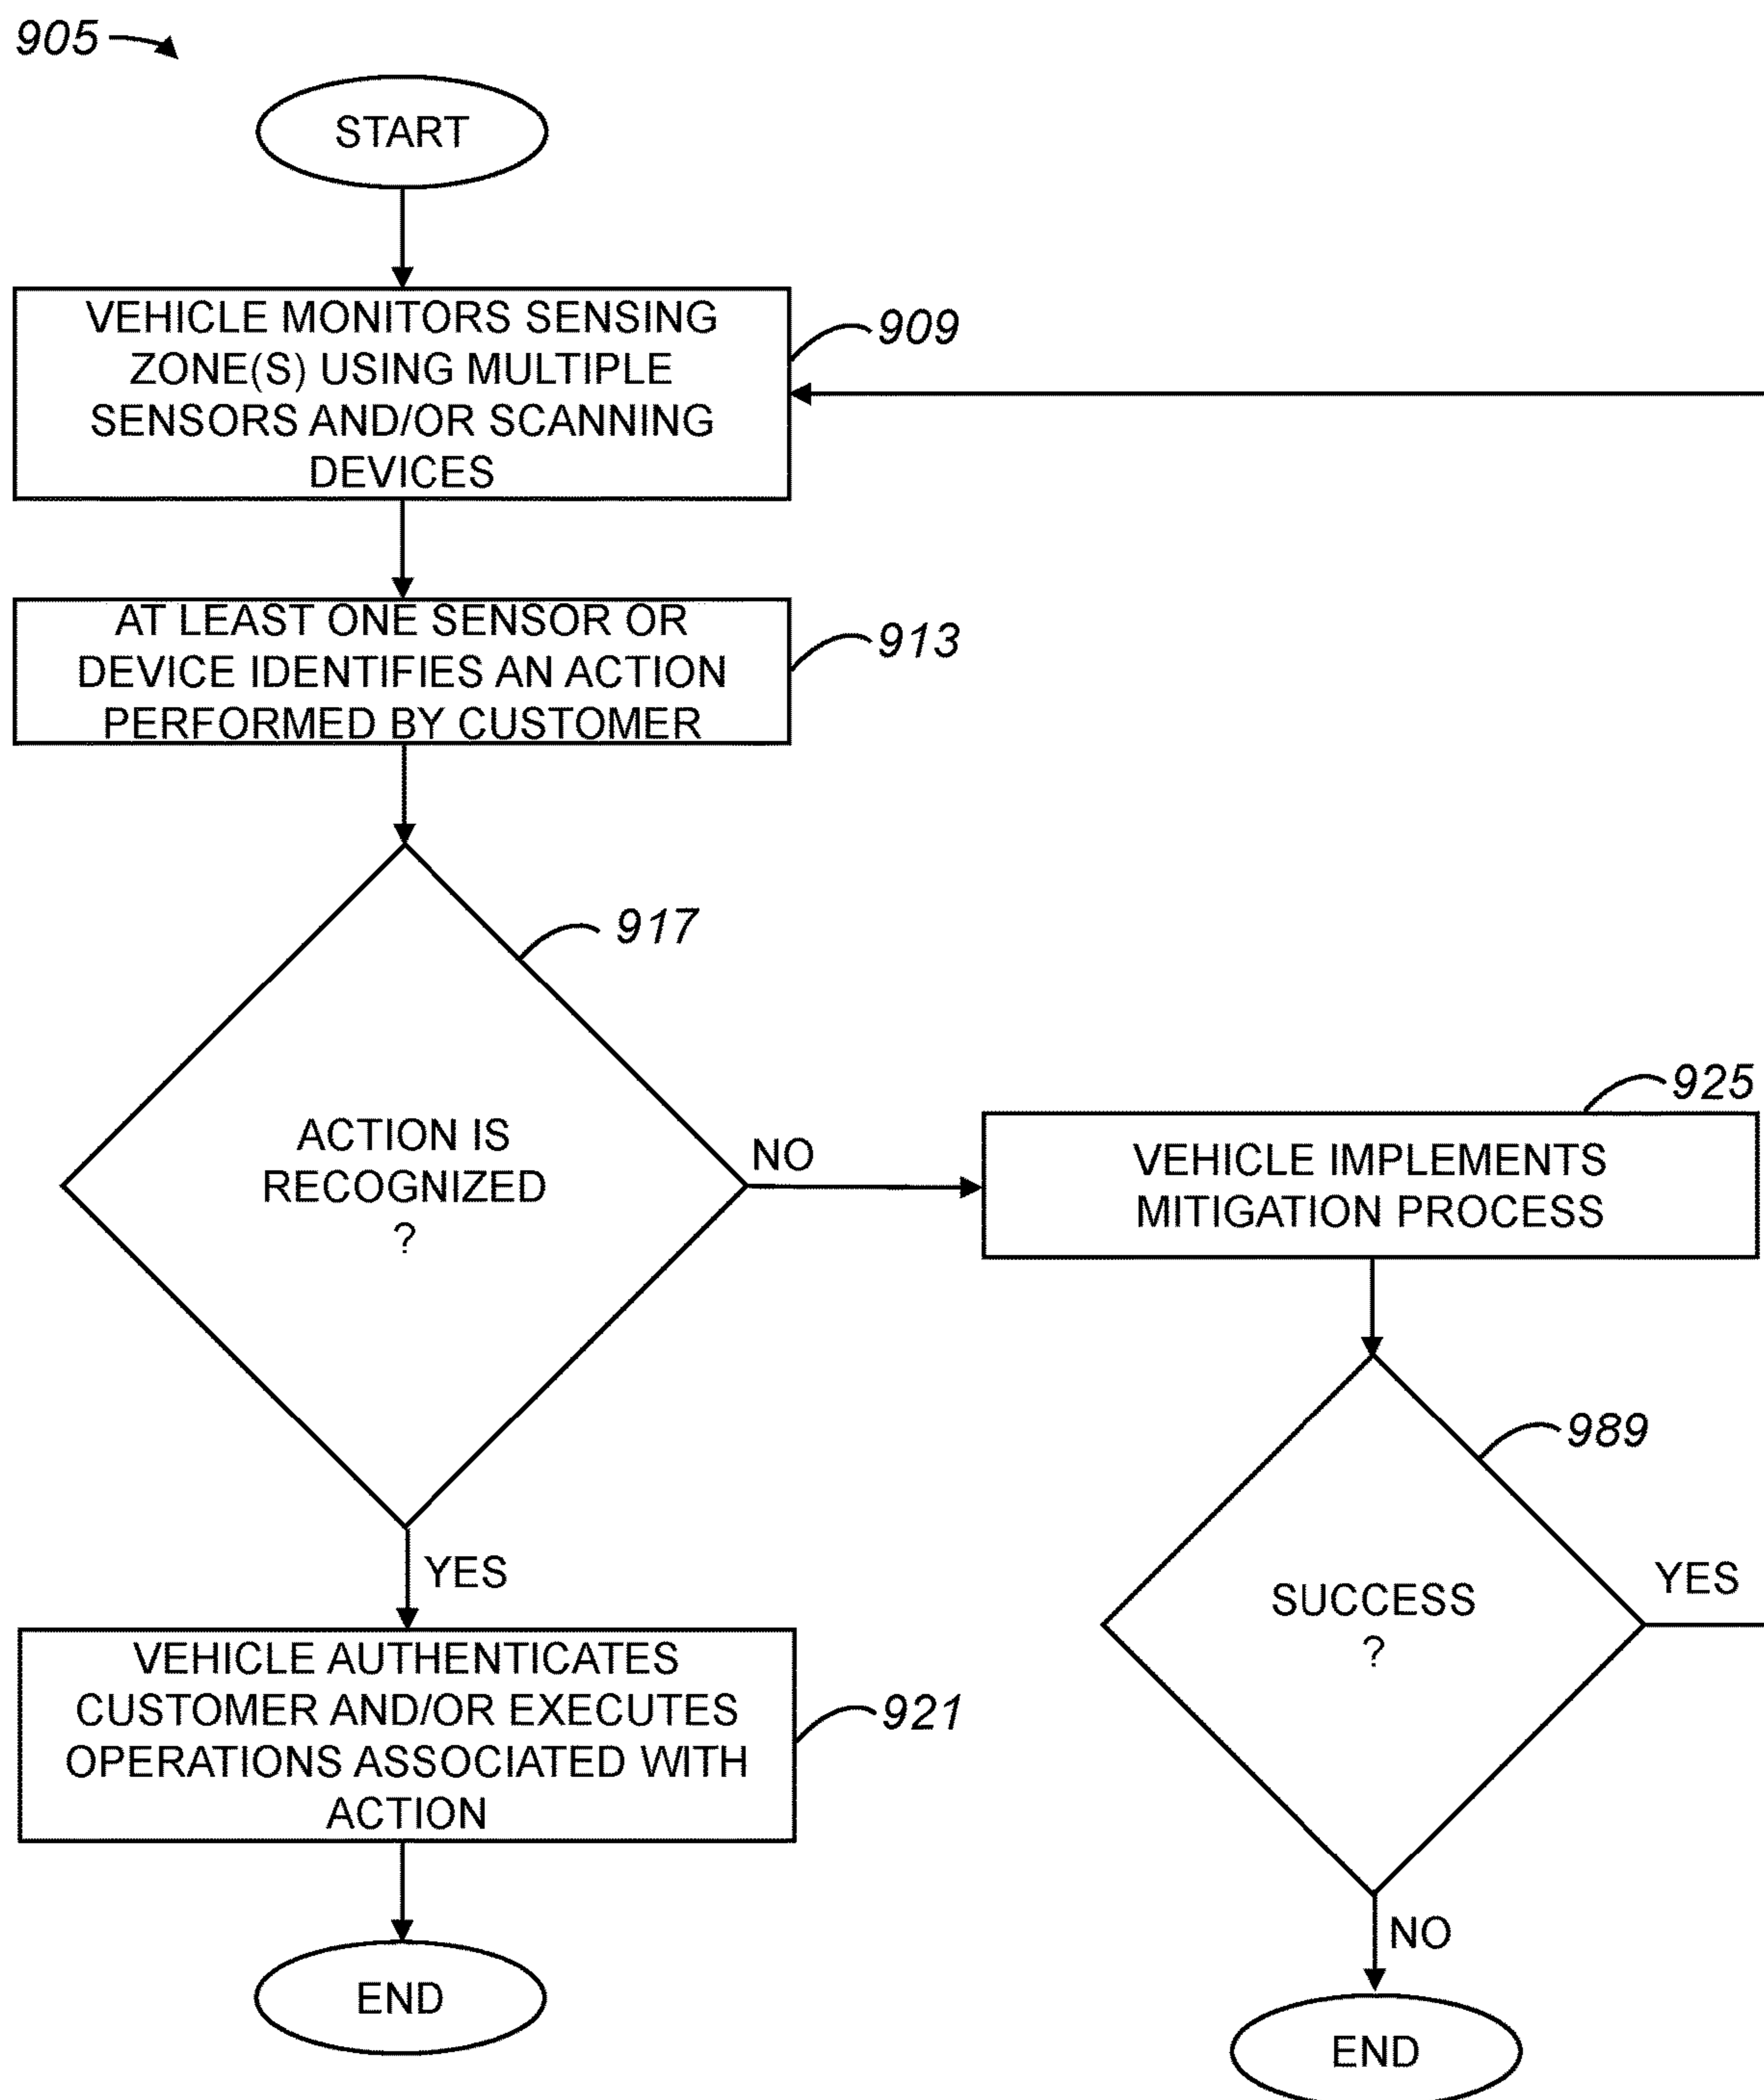 905
START
VEHICLE MONITORS SENSING
ZONE(S) USING MULTIPLE
SENSORS AND/OR SCANNING
DEVICES
909
AT LEAST ONE SENSOR OR
DEVICE IDENTIFIES AN ACTION
PERFORMED BY CUSTOMER
913
917
ACTION IS
RECOGNIZED
?
NO
925
VEHICLE IMPLEMENTS
MITIGATION PROCESS
989
SUCCESS
?
YES
YES
VEHICLE AUTHENTICATES
CUSTOMER AND/OR EXECUTES
OPERATIONS ASSOCIATED WITH
ACTION
921
NO
END
END